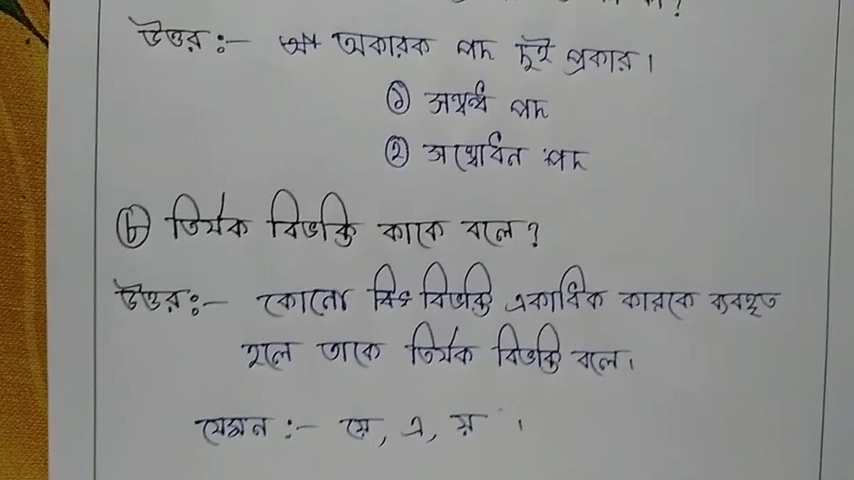 উত্তর :- অকারক পদ দুই প্রকার।
① সম্বন্ধ পদ
② সম্বোধন পদ
⑧ তির্যক বিভক্তি কাকে বলে?
উত্তর :- কোনো বিভক্তি একাধিক কারকে ব্যবহৃত
হলে তাকে তির্যক বিভক্তি বলে।
যেমন :- য়ে, এ, য়।